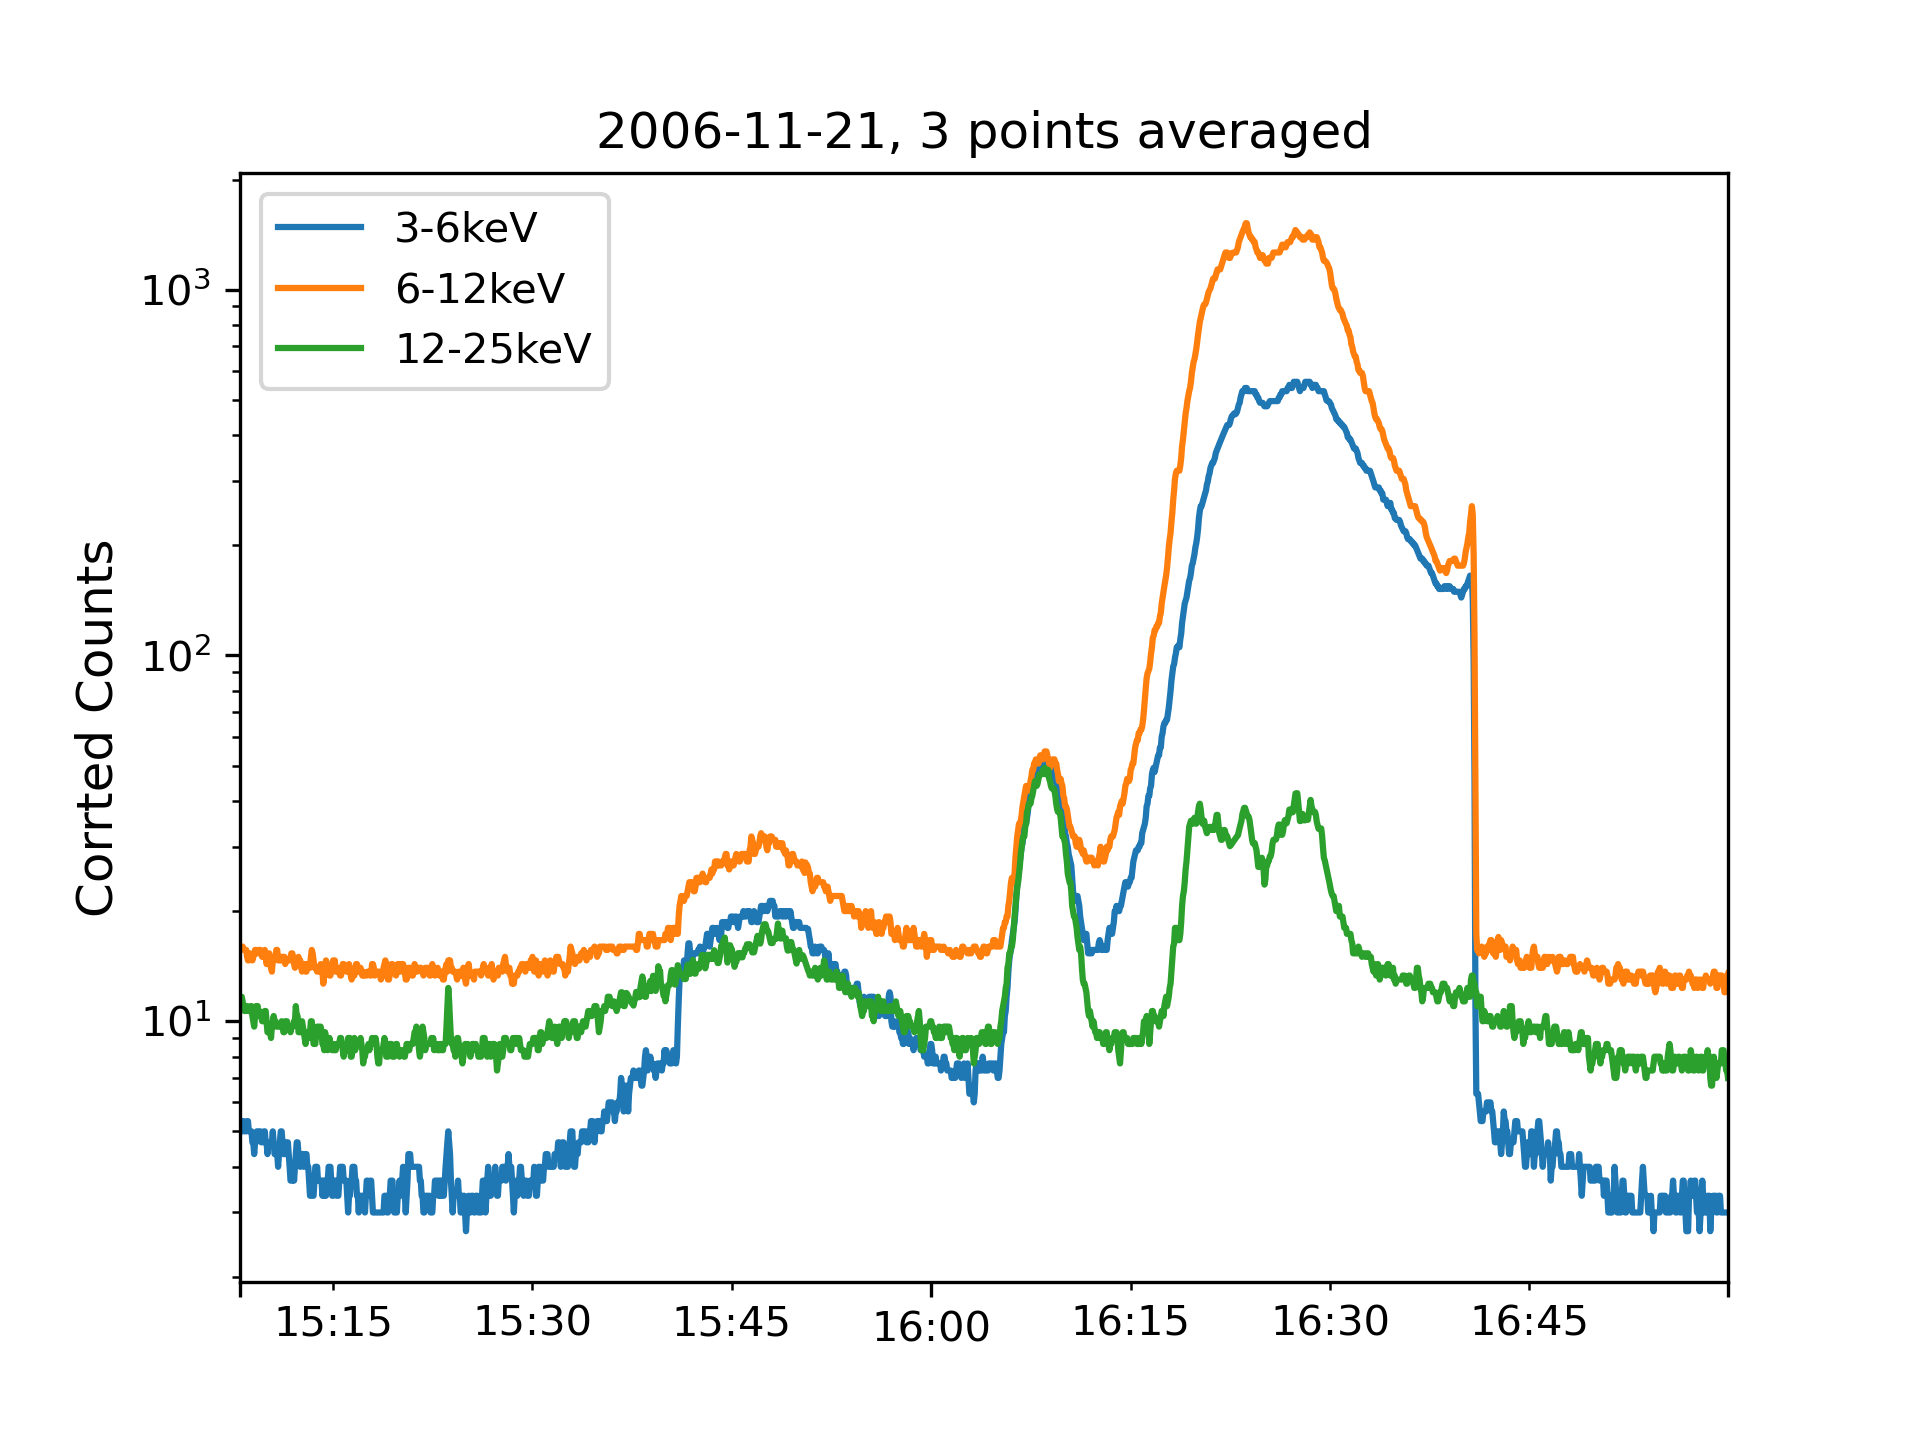 2006-11-21, 3 points averaged
3-6keV
6-12keV
12-25keV
Corrted Counts
10³
10²
10¹
15:15 15:30 15:45 16:00 16:15 16:30 16:45